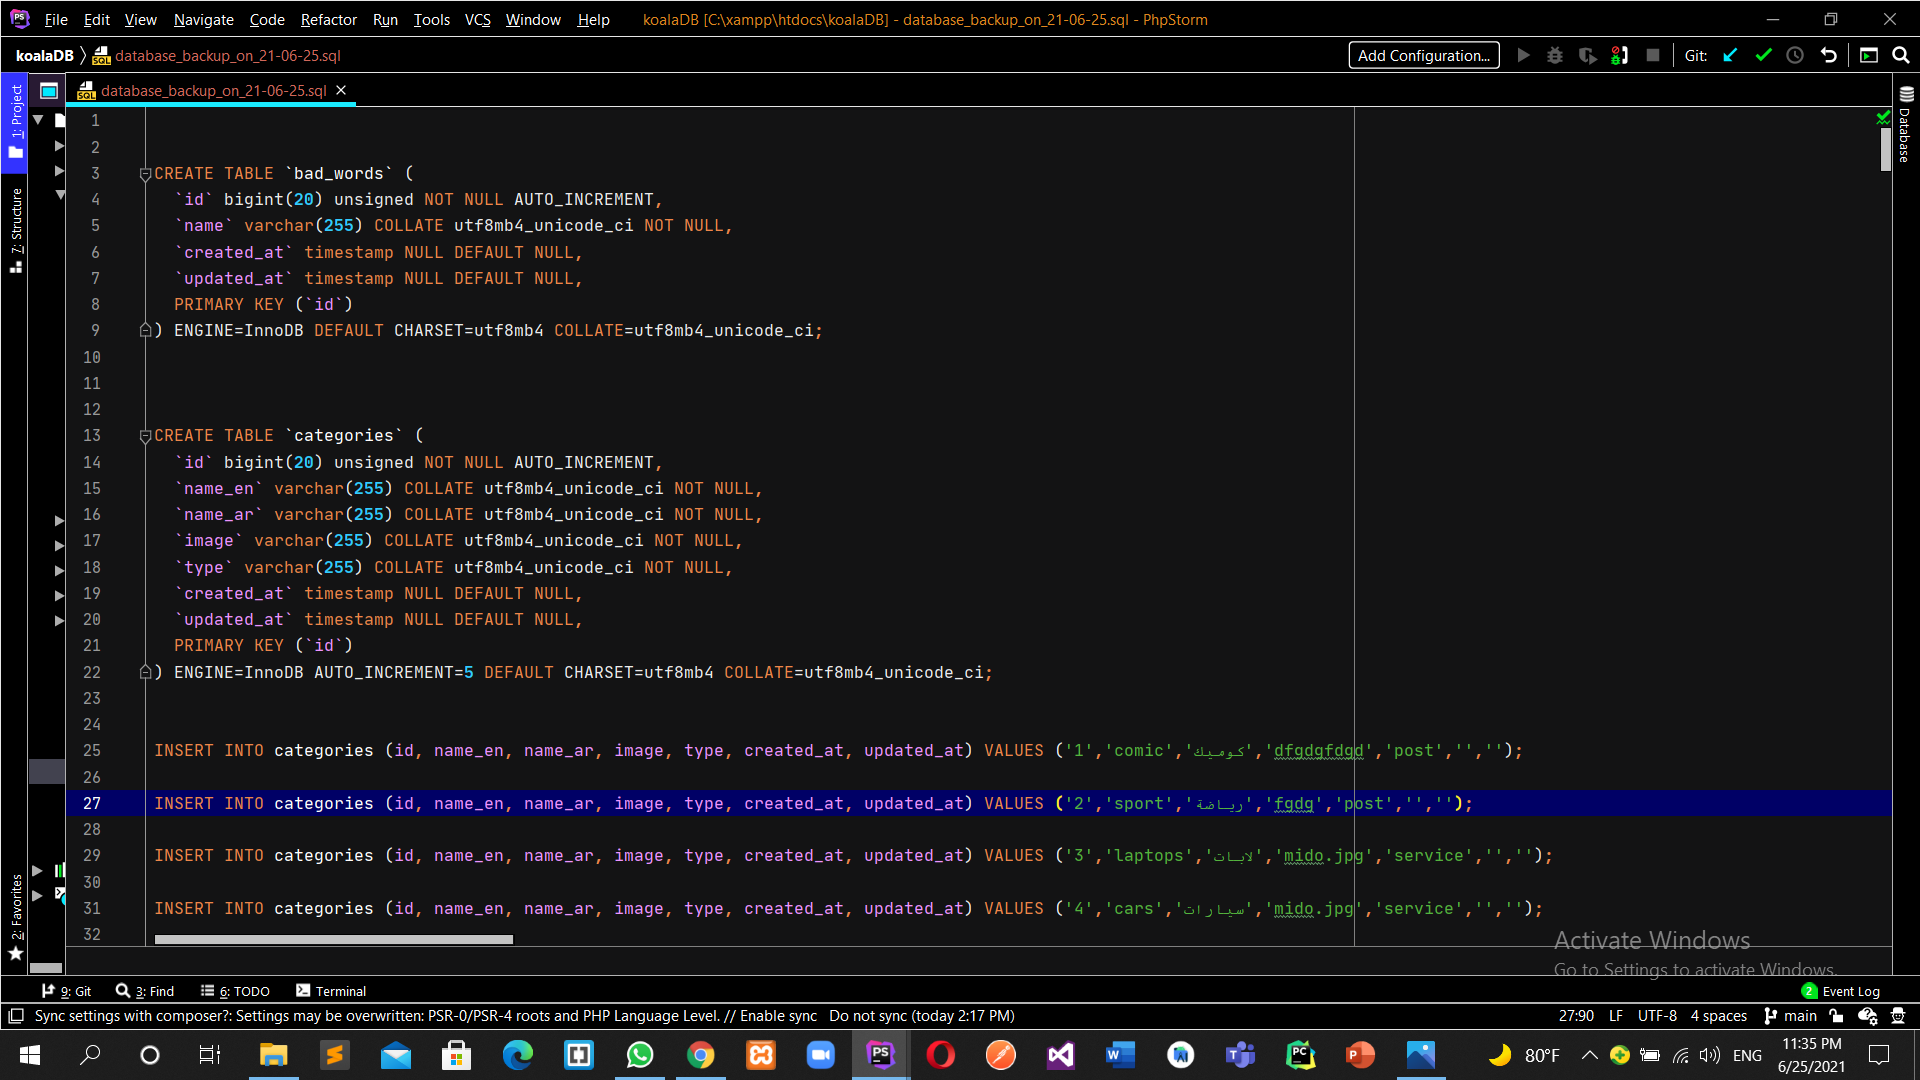 File Edit View Navigate Code Refactor Run Tools VCS Window Help koalaDB [C:\xampp\htdocs\koalaDB] - database_backup_on_21-06-25.sql - PhpStorm
koalaDB database_backup_on_21-06-25.sql Add Configuration... Git:
database_backup_on_21-06-25.sql
1: Project
7: Structure
2: Favorites
Database
1
2
3 CREATE TABLE `bad_words` (
4 `id` bigint(20) unsigned NOT NULL AUTO_INCREMENT,
5 `name` varchar(255) COLLATE utf8mb4_unicode_ci NOT NULL,
6 `created_at` timestamp NULL DEFAULT NULL,
7 `updated_at` timestamp NULL DEFAULT NULL,
8 PRIMARY KEY (`id`)
9 ) ENGINE=InnoDB DEFAULT CHARSET=utf8mb4 COLLATE=utf8mb4_unicode_ci;
10
11
12
13 CREATE TABLE `categories` (
14 `id` bigint(20) unsigned NOT NULL AUTO_INCREMENT,
15 `name_en` varchar(255) COLLATE utf8mb4_unicode_ci NOT NULL,
16 `name_ar` varchar(255) COLLATE utf8mb4_unicode_ci NOT NULL,
17 `image` varchar(255) COLLATE utf8mb4_unicode_ci NOT NULL,
18 `type` varchar(255) COLLATE utf8mb4_unicode_ci NOT NULL,
19 `created_at` timestamp NULL DEFAULT NULL,
20 `updated_at` timestamp NULL DEFAULT NULL,
21 PRIMARY KEY (`id`)
22 ) ENGINE=InnoDB AUTO_INCREMENT=5 DEFAULT CHARSET=utf8mb4 COLLATE=utf8mb4_unicode_ci;
23
24
25 INSERT INTO categories (id, name_en, name_ar, image, type, created_at, updated_at) VALUES ('1','comic','كوميك','dfgdgfdgd','post','','');
26
27 INSERT INTO categories (id, name_en, name_ar, image, type, created_at, updated_at) VALUES ('2','sport','رياضة','fgdg','post','','');
28
29 INSERT INTO categories (id, name_en, name_ar, image, type, created_at, updated_at) VALUES ('3','laptops','لابات','mido.jpg','service','','');
30
31 INSERT INTO categories (id, name_en, name_ar, image, type, created_at, updated_at) VALUES ('4','cars','سيارات','mido.jpg','service','','');
32
Activate Windows
Go to Settings to activate Windows.
9: Git 3: Find 6: TODO Terminal 2 Event Log
Sync settings with composer?: Settings may be overwritten: PSR-0/PSR-4 roots and PHP Language Level. // Enable sync Do not sync (today 2:17 PM) 27:90 LF UTF-8 4 spaces main
80°F ENG 11:35 PM
6/25/2021